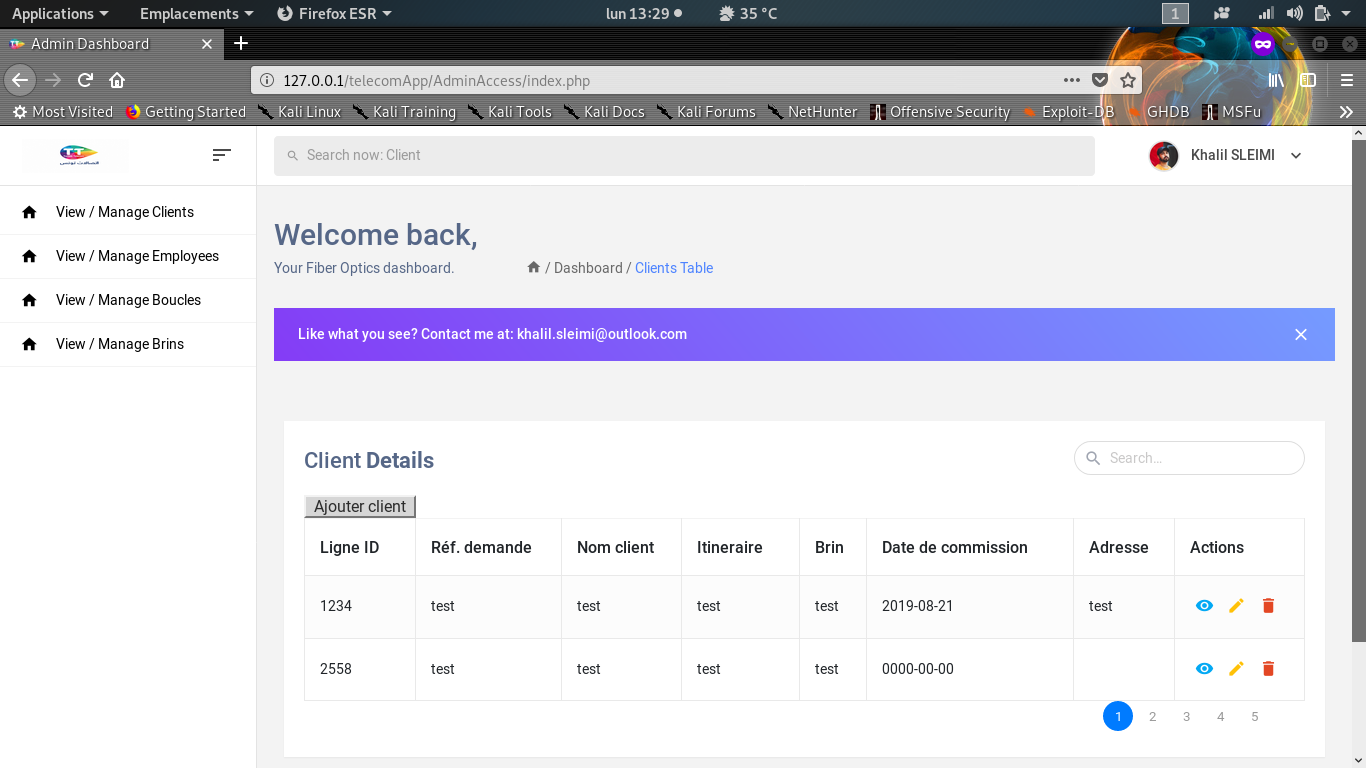 Applications Emplacements Firefox ESR lun 13:29 35 °C 1
Admin Dashboard
127.0.0.1/telecomApp/AdminAccess/index.php
Most Visited Getting Started Kali Linux Kali Training Kali Tools Kali Docs Kali Forums NetHunter Offensive Security Exploit-DB GHDB MSFu
Search now: Client Khalil SLEIMI
View / Manage Clients
View / Manage Employees
View / Manage Boucles
View / Manage Brins
Welcome back,
Your Fiber Optics dashboard. / Dashboard / Clients Table
Like what you see? Contact me at: khalil.sleimi@outlook.com
Client Details Search...
Ajouter client
Ligne ID Réf. demande Nom client Itineraire Brin Date de commission Adresse Actions
1234 test test test test 2019-08-21 test
2558 test test test test 0000-00-00
1 2 3 4 5